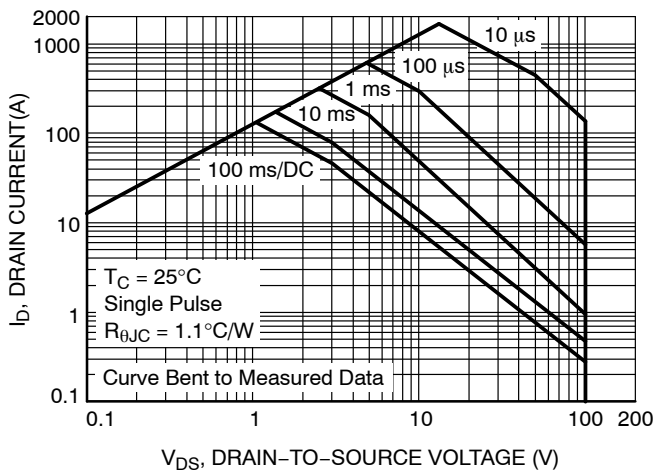 2000
1000
100
10
1
0.1
I_D, DRAIN CURRENT(A)
10 µs
100 µs
1 ms
10 ms
100 ms/DC
T_C = 25°C
Single Pulse
R_θJC = 1.1°C/W
Curve Bent to Measured Data
0.1 1 10 100 200
V_DS, DRAIN−TO−SOURCE VOLTAGE (V)